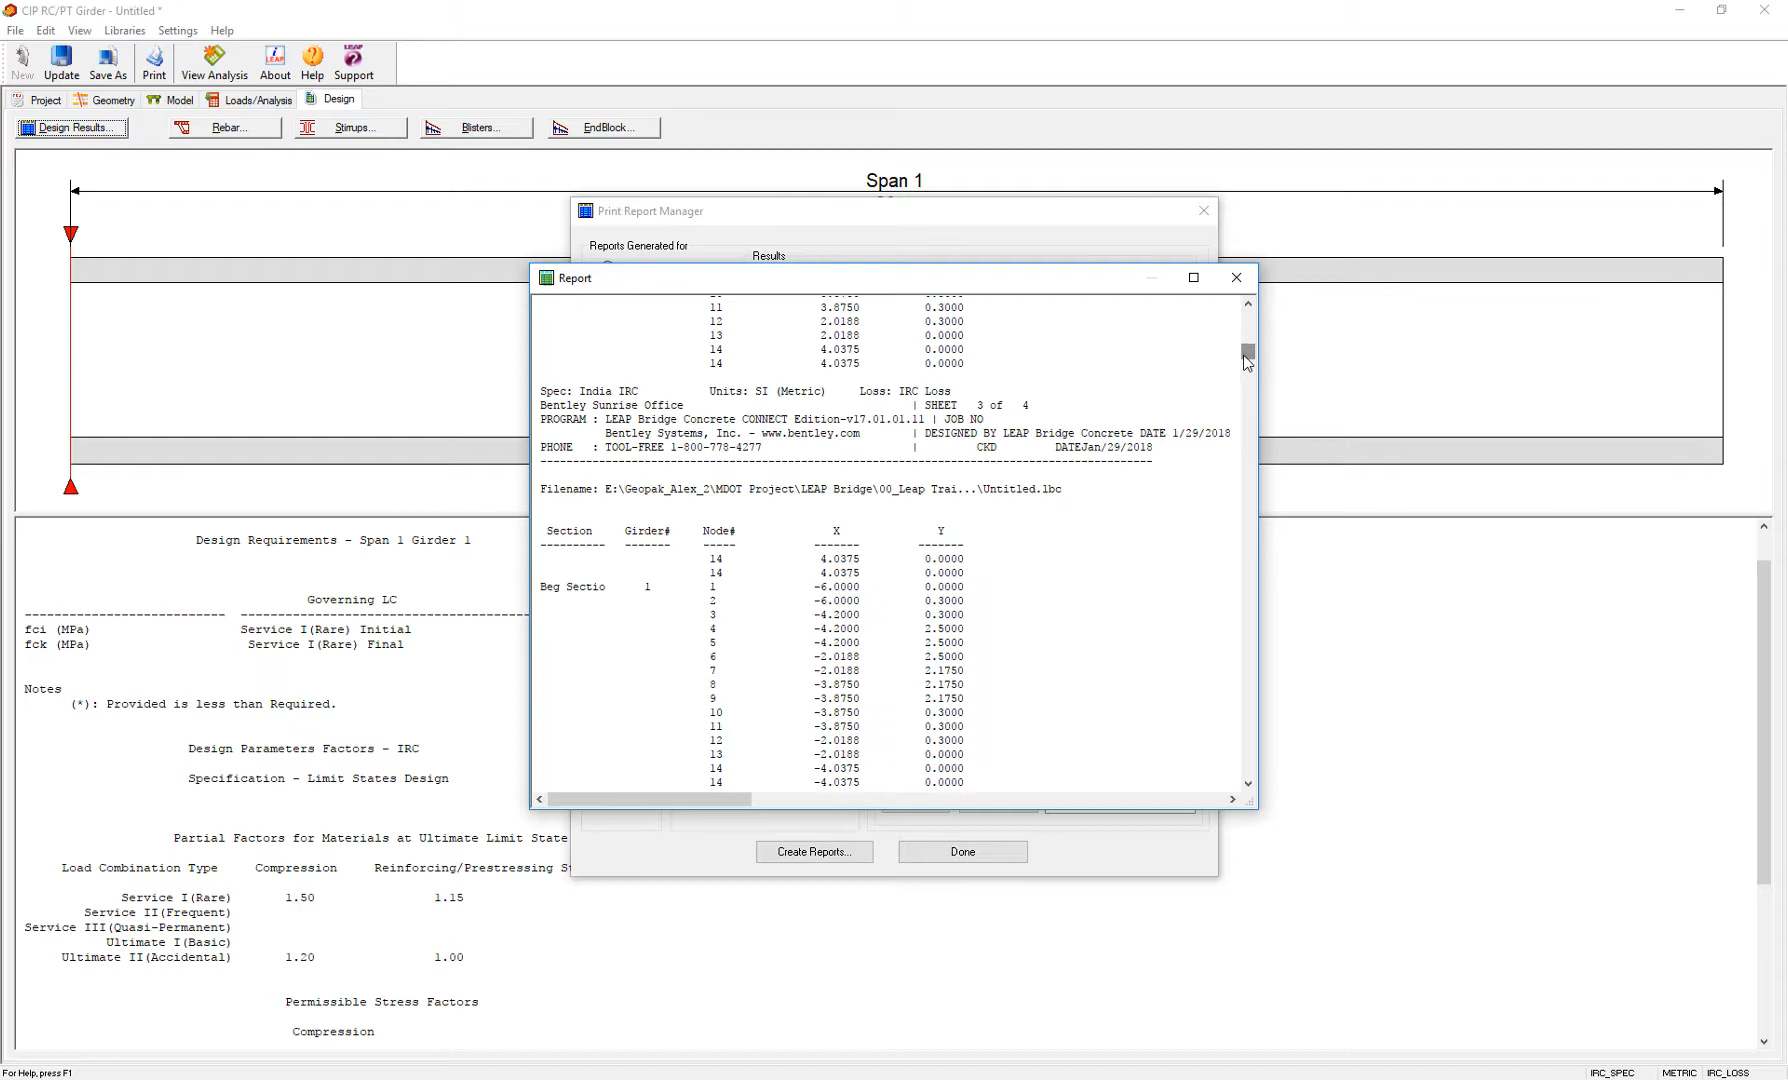 CIP RC/PT Girder - Untitled *
File Edit View Libraries Settings Help
New Update Save As Print View Analysis About Help Support
Project Geometry Model Loads/Analysis Design
Design Results... Rebar... Stirrups... Blisters... EndBlock...
Span 1
Print Report Manager
Reports Generated for
Results
Report
11 3.8750 0.3000
12 2.0188 0.3000
13 2.0188 0.0000
14 4.0375 0.0000
14 4.0375 0.0000
Spec: India IRC Units: SI (Metric) Loss: IRC Loss
Bentley Sunrise Office | SHEET 3 of 4
PROGRAM : LEAP Bridge Concrete CONNECT Edition-v17.01.01.11 | JOB NO
Bentley Systems, Inc. - www.bentley.com | DESIGNED BY LEAP Bridge Concrete DATE 1/29/2018
PHONE : TOOL-FREE 1-800-778-4277 | CKD DATEJan/29/2018
Filename: E:\Geopak_Alex_2\MDOT Project\LEAP Bridge\00_Leap Trai...\Untitled.lbc
Section Girder# Node# X Y
14 4.0375 0.0000
14 4.0375 0.0000
Beg Sectio 1 1 -6.0000 0.0000
2 -6.0000 0.3000
3 -4.2000 0.3000
4 -4.2000 2.5000
5 -4.2000 2.5000
6 -2.0188 2.5000
7 -2.0188 2.1750
8 -3.8750 2.1750
9 -3.8750 2.1750
10 -3.8750 0.3000
11 -3.8750 0.3000
12 -2.0188 0.3000
13 -2.0188 0.0000
14 -4.0375 0.0000
14 -4.0375 0.0000
Create Reports... Done
Design Requirements - Span 1 Girder 1
Governing LC
fci (MPa) Service I(Rare) Initial
fck (MPa) Service I(Rare) Final
Notes
(*): Provided is less than Required.
Design Parameters Factors - IRC
Specification - Limit States Design
Partial Factors for Materials at Ultimate Limit State
Load Combination Type Compression Reinforcing/Prestressing S
Service I(Rare) 1.50 1.15
Service II(Frequent)
Service III(Quasi-Permanent)
Ultimate I(Basic)
Ultimate II(Accidental) 1.20 1.00
Permissible Stress Factors
Compression
For Help, press F1
IRC_SPEC METRIC IRC_LOSS